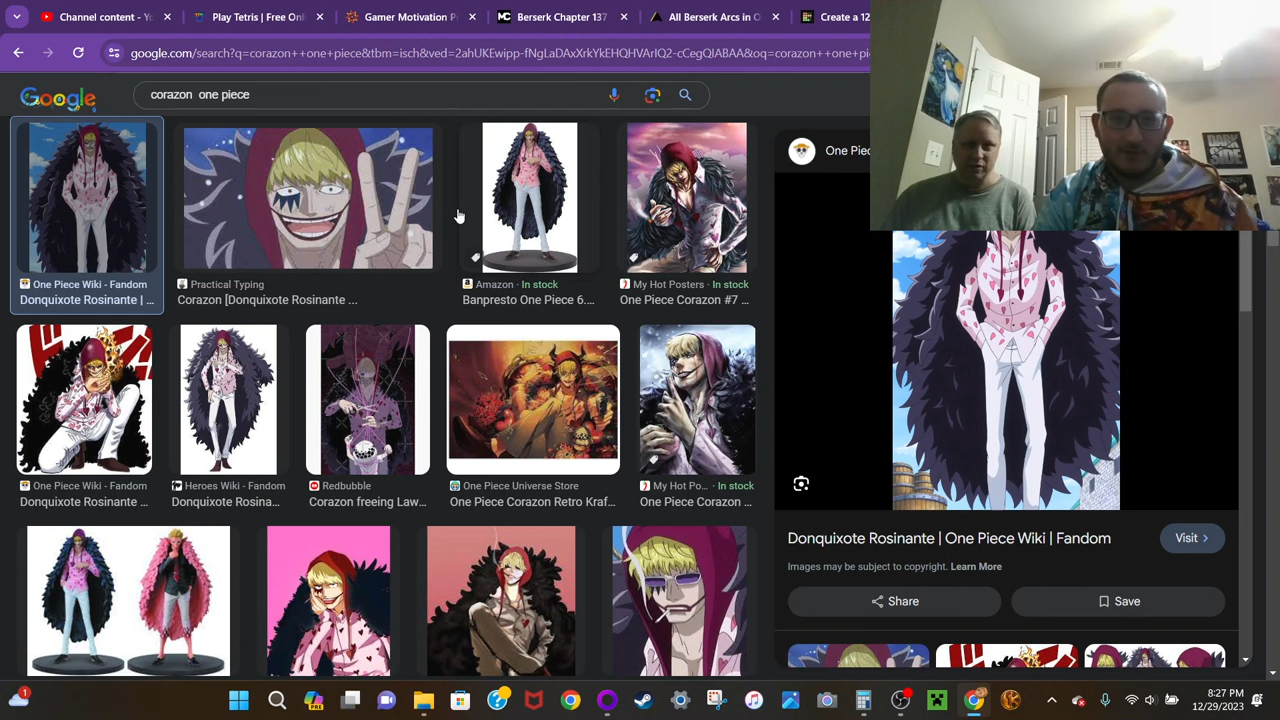 Channel content - Yo
Play Tetris | Free Onl
Gamer Motivation P
Berserk Chapter 137
All Berserk Arcs in O
Create a 12
google.com/search?q=corazon++one+piece&tbm=isch&ved=2ahUKEwipp-fNgLaDAxXrkYkEHQHVArIQ2-cCegQIABAA&oq=corazon++one+pi
Google
corazon one piece
One Piec
DARK
SIDE
One Piece Wiki - Fandom
Donquixote Rosinante | ...
Practical Typing
Corazon [Donquixote Rosinante ...
Amazon · In stock
Banpresto One Piece 6....
My Hot Posters · In stock
One Piece Corazon #7 ...
One Piece Wiki - Fandom
Donquixote Rosinante ...
Heroes Wiki - Fandom
Donquixote Rosina...
Redbubble
Corazon freeing Law...
One Piece Universe Store
One Piece Corazon Retro Kraf...
My Hot Po... · In stock
One Piece Corazon ...
Donquixote Rosinante | One Piece Wiki | Fandom
Visit
Images may be subject to copyright. Learn More
Share
Save
1
PRE
8:27 PM
12/29/2023